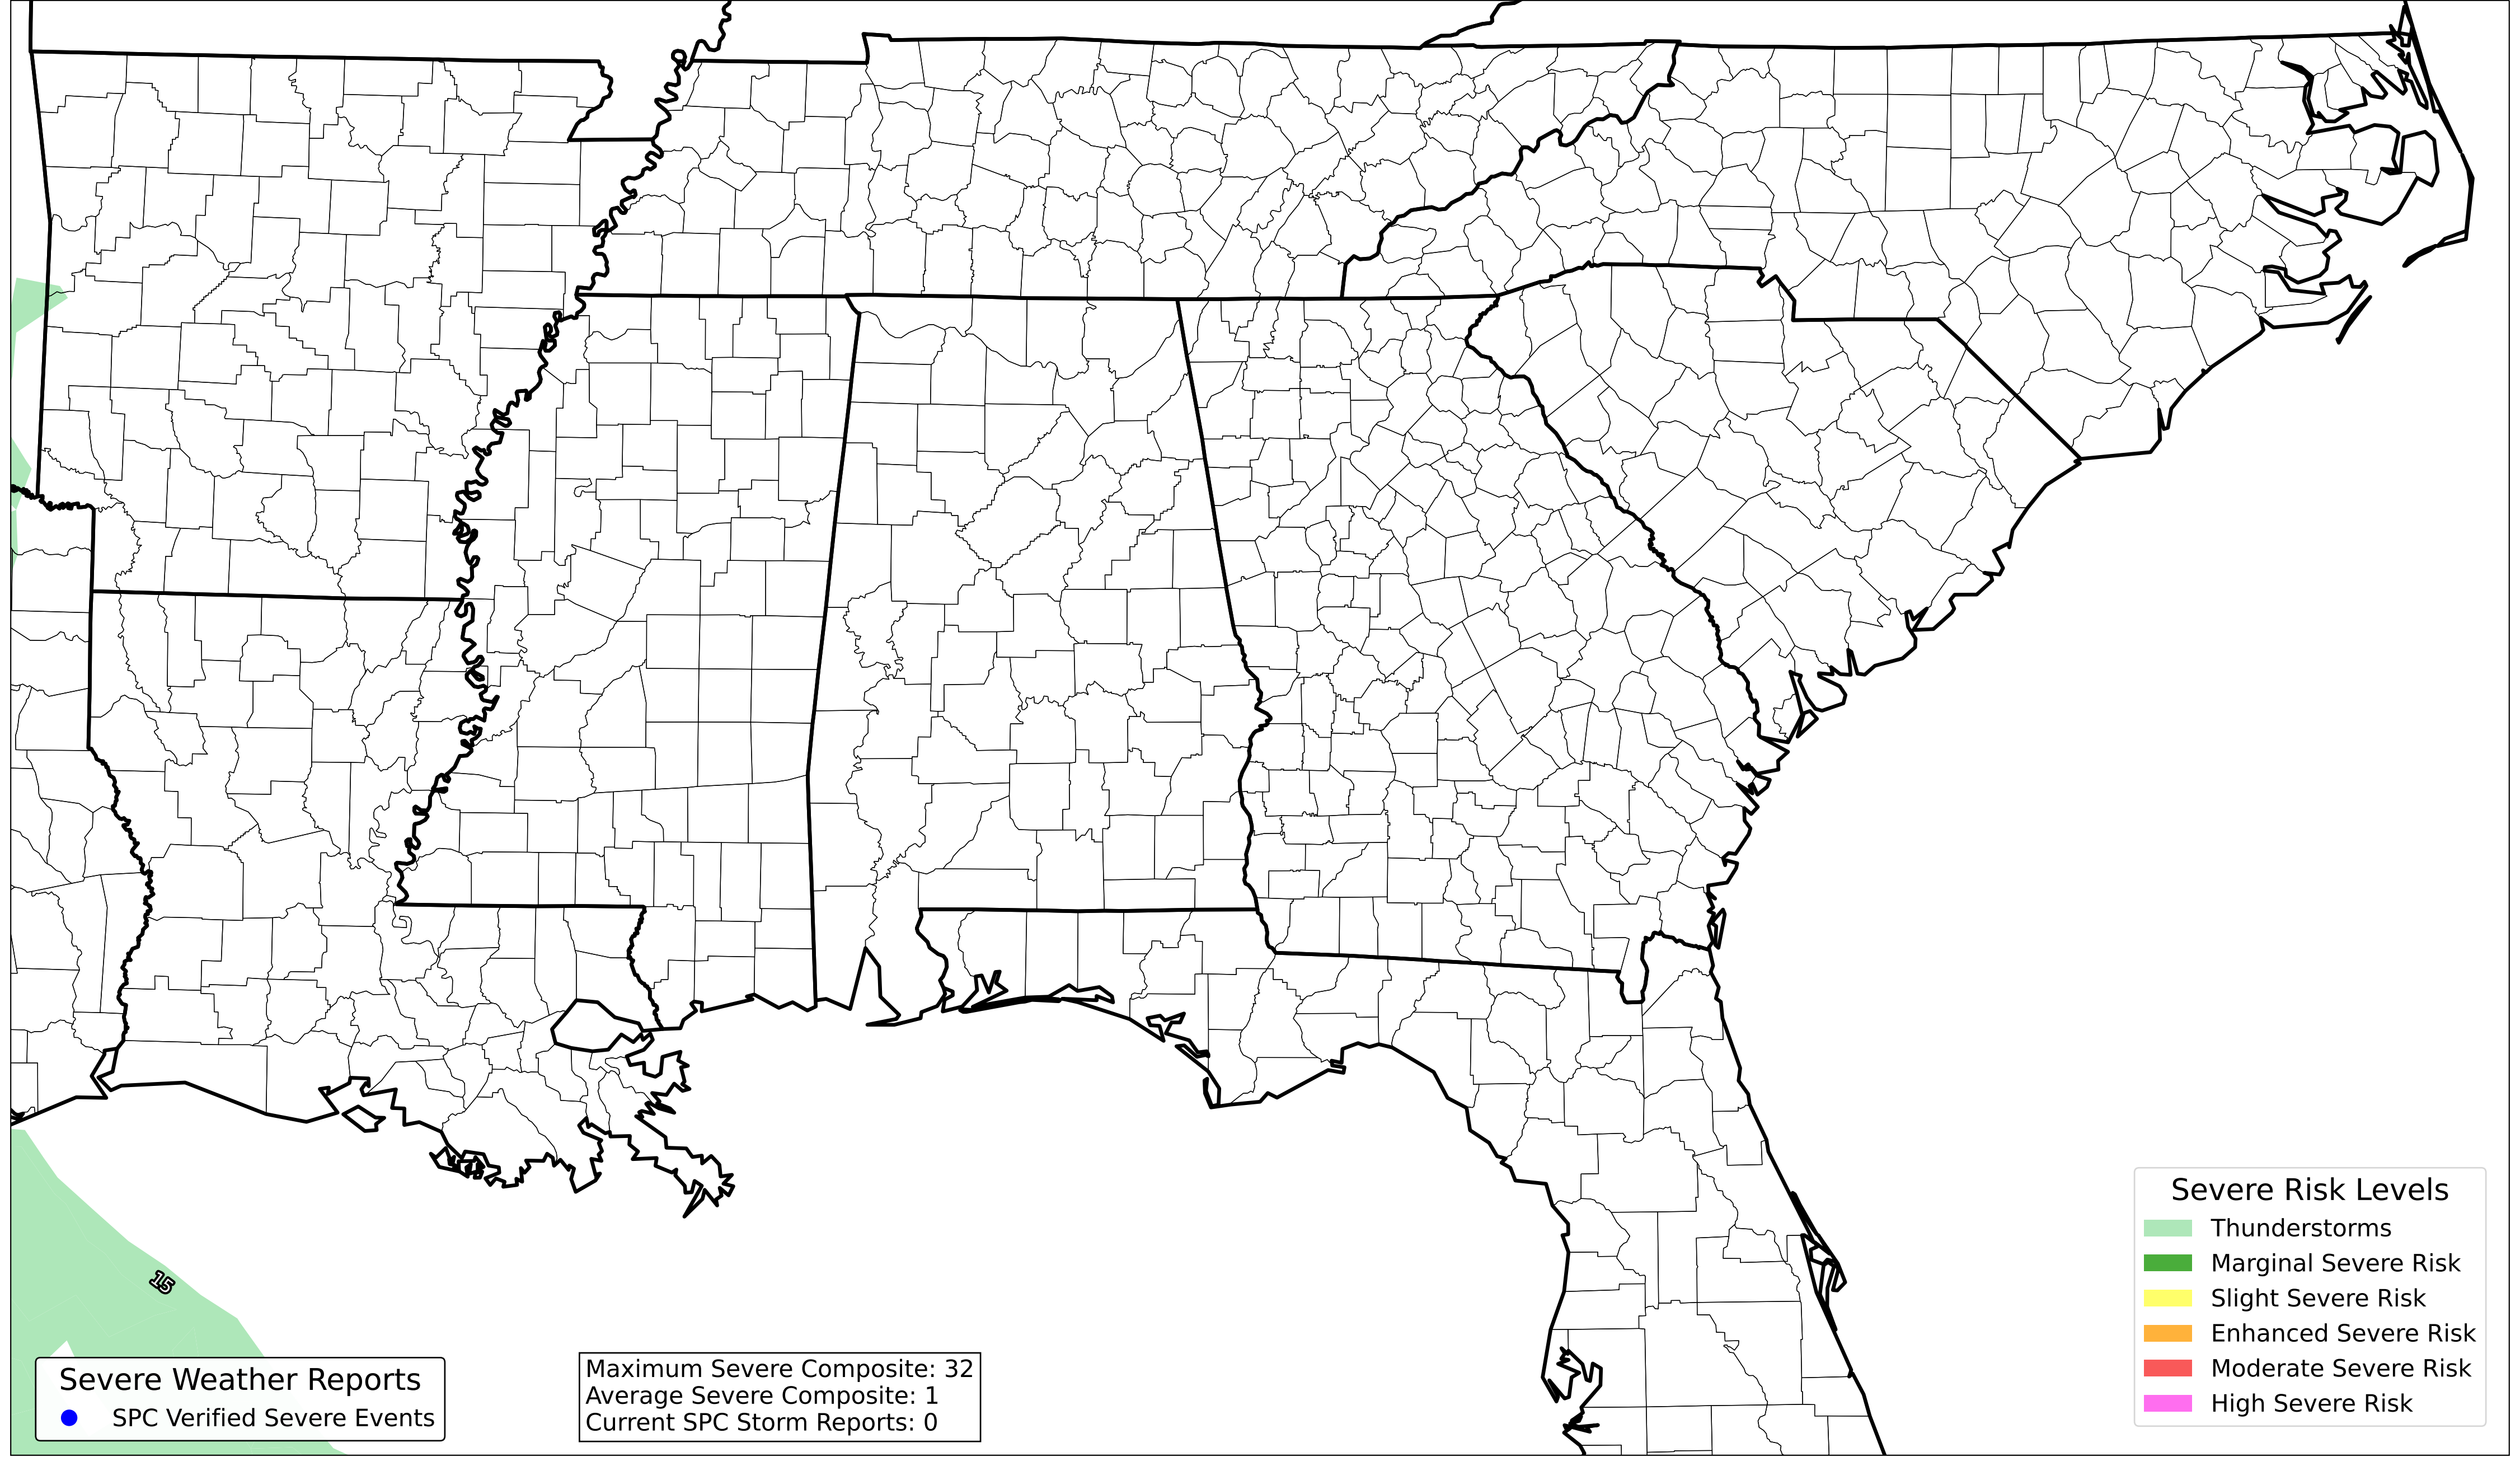 15
Severe Weather Reports
SPC Verified Severe Events
Maximum Severe Composite: 32
Average Severe Composite: 1
Current SPC Storm Reports: 0
Severe Risk Levels
Thunderstorms
Marginal Severe Risk
Slight Severe Risk
Enhanced Severe Risk
Moderate Severe Risk
High Severe Risk